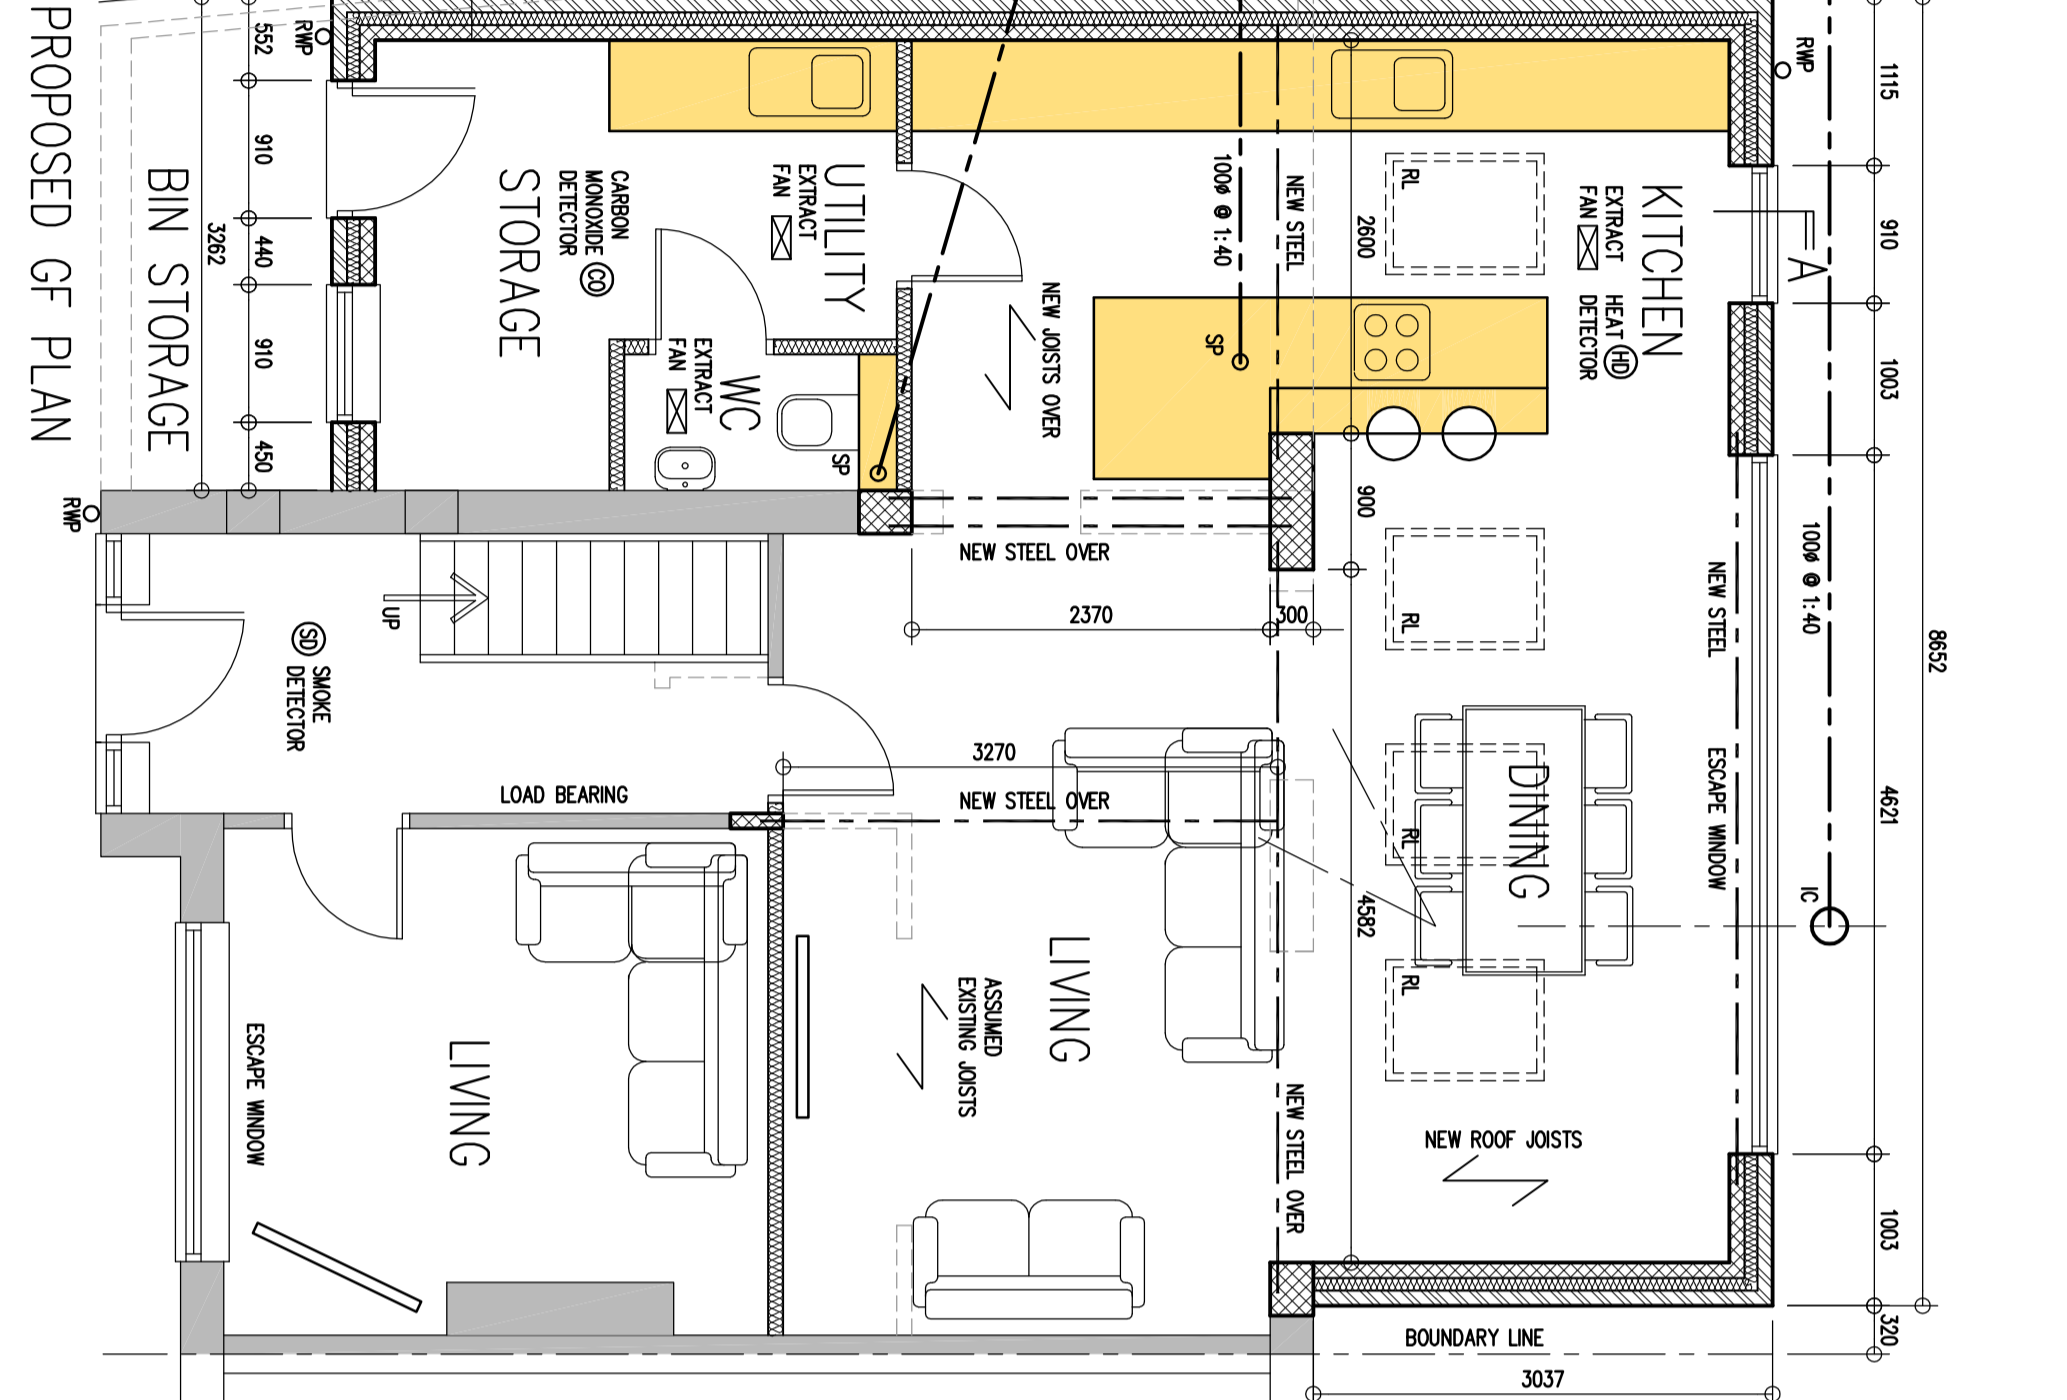 PROPOSED GF PLAN
BIN STORAGE
RWP
552
910
440
910
450
3262
RWP
STORAGE
CARBON
MONOXIDE
DETECTOR
CO
UTILITY
EXTRACT
FAN
WC
EXTRACT
FAN
SP
100ø @ 1:40
SP
NEW STEEL
NEW JOISTS OVER
2600
900
RL
KITCHEN
EXTRACT
FAN
HEAT
DETECTOR
HD
A
RWP
1115
910
1003
4621
1003
320
8652
100ø @ 1:40
IC
NEW STEEL OVER
2370
300
UP
SD
SMOKE
DETECTOR
LOAD BEARING
3270
NEW STEEL OVER
RL
NEW STEEL
ESCAPE WINDOW
DINING
RL
4582
RL
LIVING
ASSUMED
EXISTING JOISTS
LIVING
ESCAPE WINDOW
NEW STEEL OVER
NEW ROOF JOISTS
BOUNDARY LINE
3037